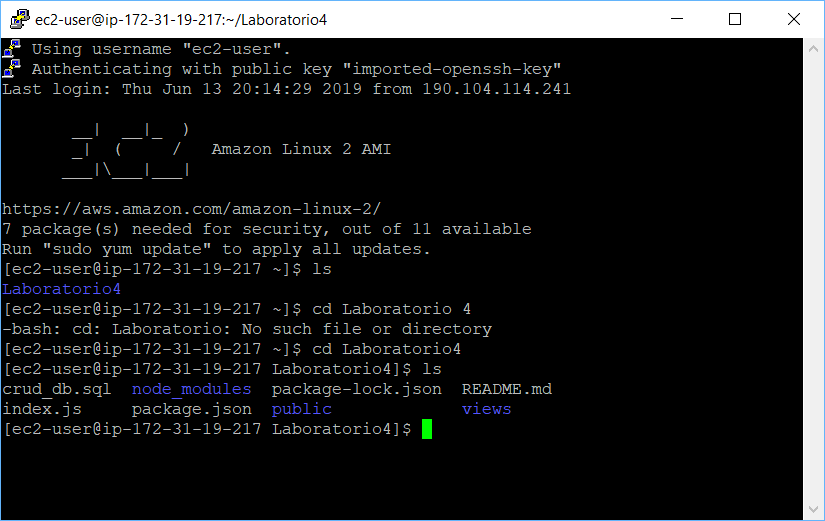 ec2-user@ip-172-31-19-217:~/Laboratorio4
Using username "ec2-user".
Authenticating with public key "imported-openssh-key"
Last login: Thu Jun 13 20:14:29 2019 from 190.104.114.241
       __|  __|_  )
       _|  (     /   Amazon Linux 2 AMI
      ___|\___|___|
https://aws.amazon.com/amazon-linux-2/
7 package(s) needed for security, out of 11 available
Run "sudo yum update" to apply all updates.
[ec2-user@ip-172-31-19-217 ~]$ ls
Laboratorio4
[ec2-user@ip-172-31-19-217 ~]$ cd Laboratorio 4
-bash: cd: Laboratorio: No such file or directory
[ec2-user@ip-172-31-19-217 ~]$ cd Laboratorio4
[ec2-user@ip-172-31-19-217 Laboratorio4]$ ls
crud_db.sql  node_modules  package-lock.json  README.md
index.js     package.json  public             views
[ec2-user@ip-172-31-19-217 Laboratorio4]$